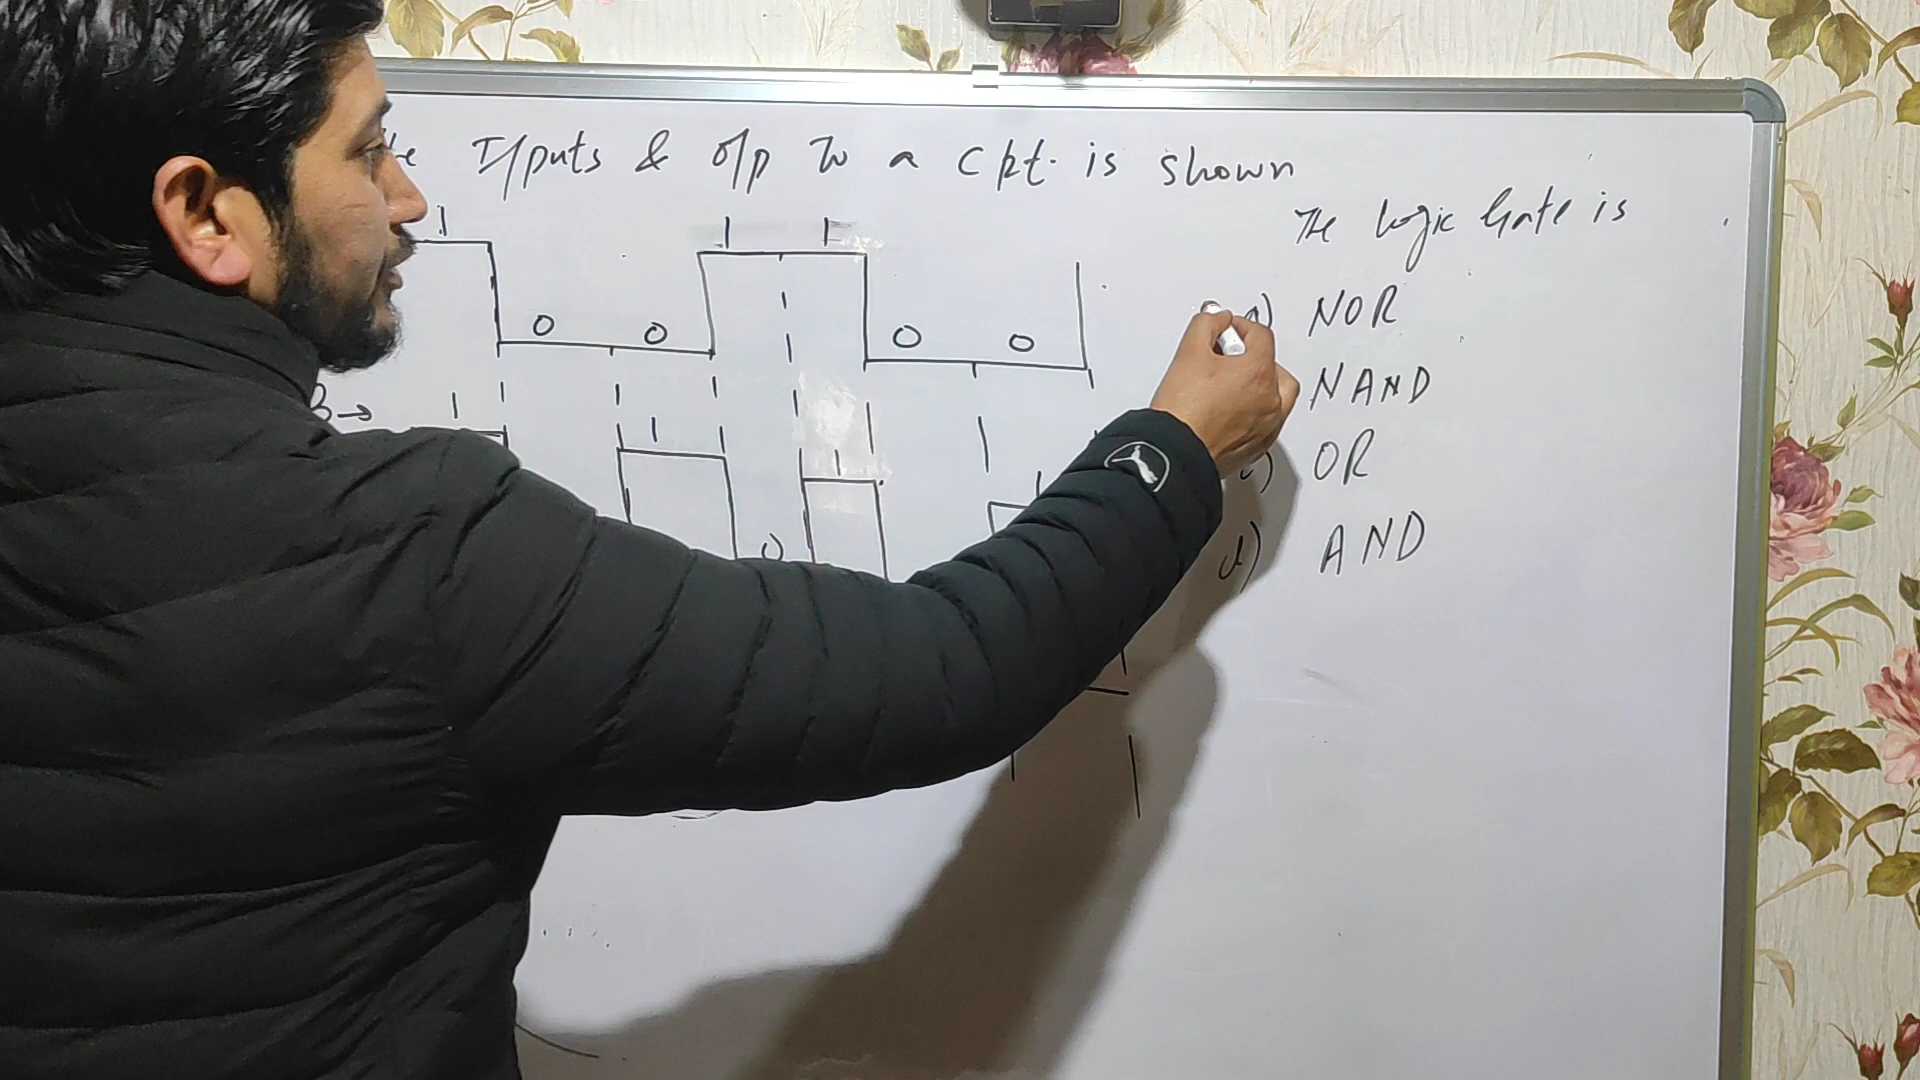 I/puts & o/p to a Ckt. is shown
The Logic Gate is
1 1 1
0 0 0 0
a) NOR
NAND
B →
1 1 1 1
c) OR
0
d) AND